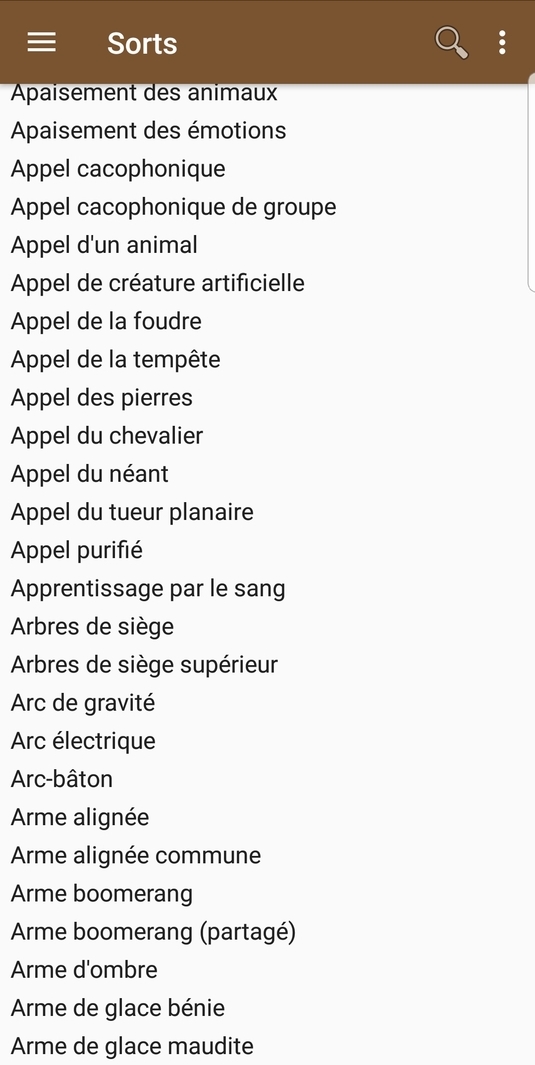 Sorts
Apaisement des animaux
Apaisement des émotions
Appel cacophonique
Appel cacophonique de groupe
Appel d'un animal
Appel de créature artificielle
Appel de la foudre
Appel de la tempête
Appel des pierres
Appel du chevalier
Appel du néant
Appel du tueur planaire
Appel purifié
Apprentissage par le sang
Arbres de siège
Arbres de siège supérieur
Arc de gravité
Arc électrique
Arc-bâton
Arme alignée
Arme alignée commune
Arme boomerang
Arme boomerang (partagé)
Arme d'ombre
Arme de glace bénie
Arme de glace maudite